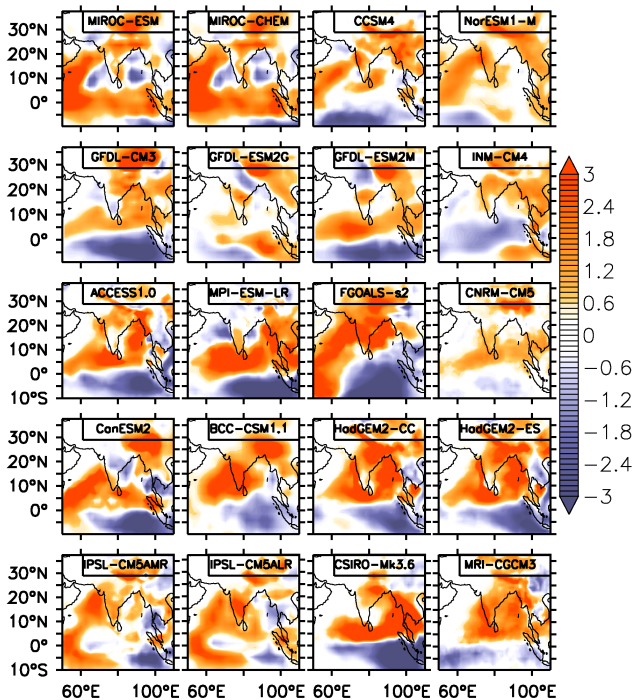 MIROC-ESM MIROC-CHEM CCSM4 NorESM1-M
30°N
20°N
10°N
0°
GFDL-CM3 GFDL-ESM2G GFDL-ESM2M INM-CM4
30°N
20°N
10°N
0°
ACCESS1.0 MPI-ESM-LR FGOALS-s2 CNRM-CM5
30°N
20°N
10°N
0°
10°S
CanESM2 BCC-CSM1.1 HadGEM2-CC HadGEM2-ES
30°N
20°N
10°N
0°
IPSL-CM5AMR IPSL-CM5ALR CSIRO-Mk3.6 MRI-CGCM3
30°N
20°N
10°N
0°
10°S
60°E 100°E 60°E 100°E 60°E 100°E 60°E 100°E
3
2.4
1.8
1.2
0.6
0
-0.6
-1.2
-1.8
-2.4
-3